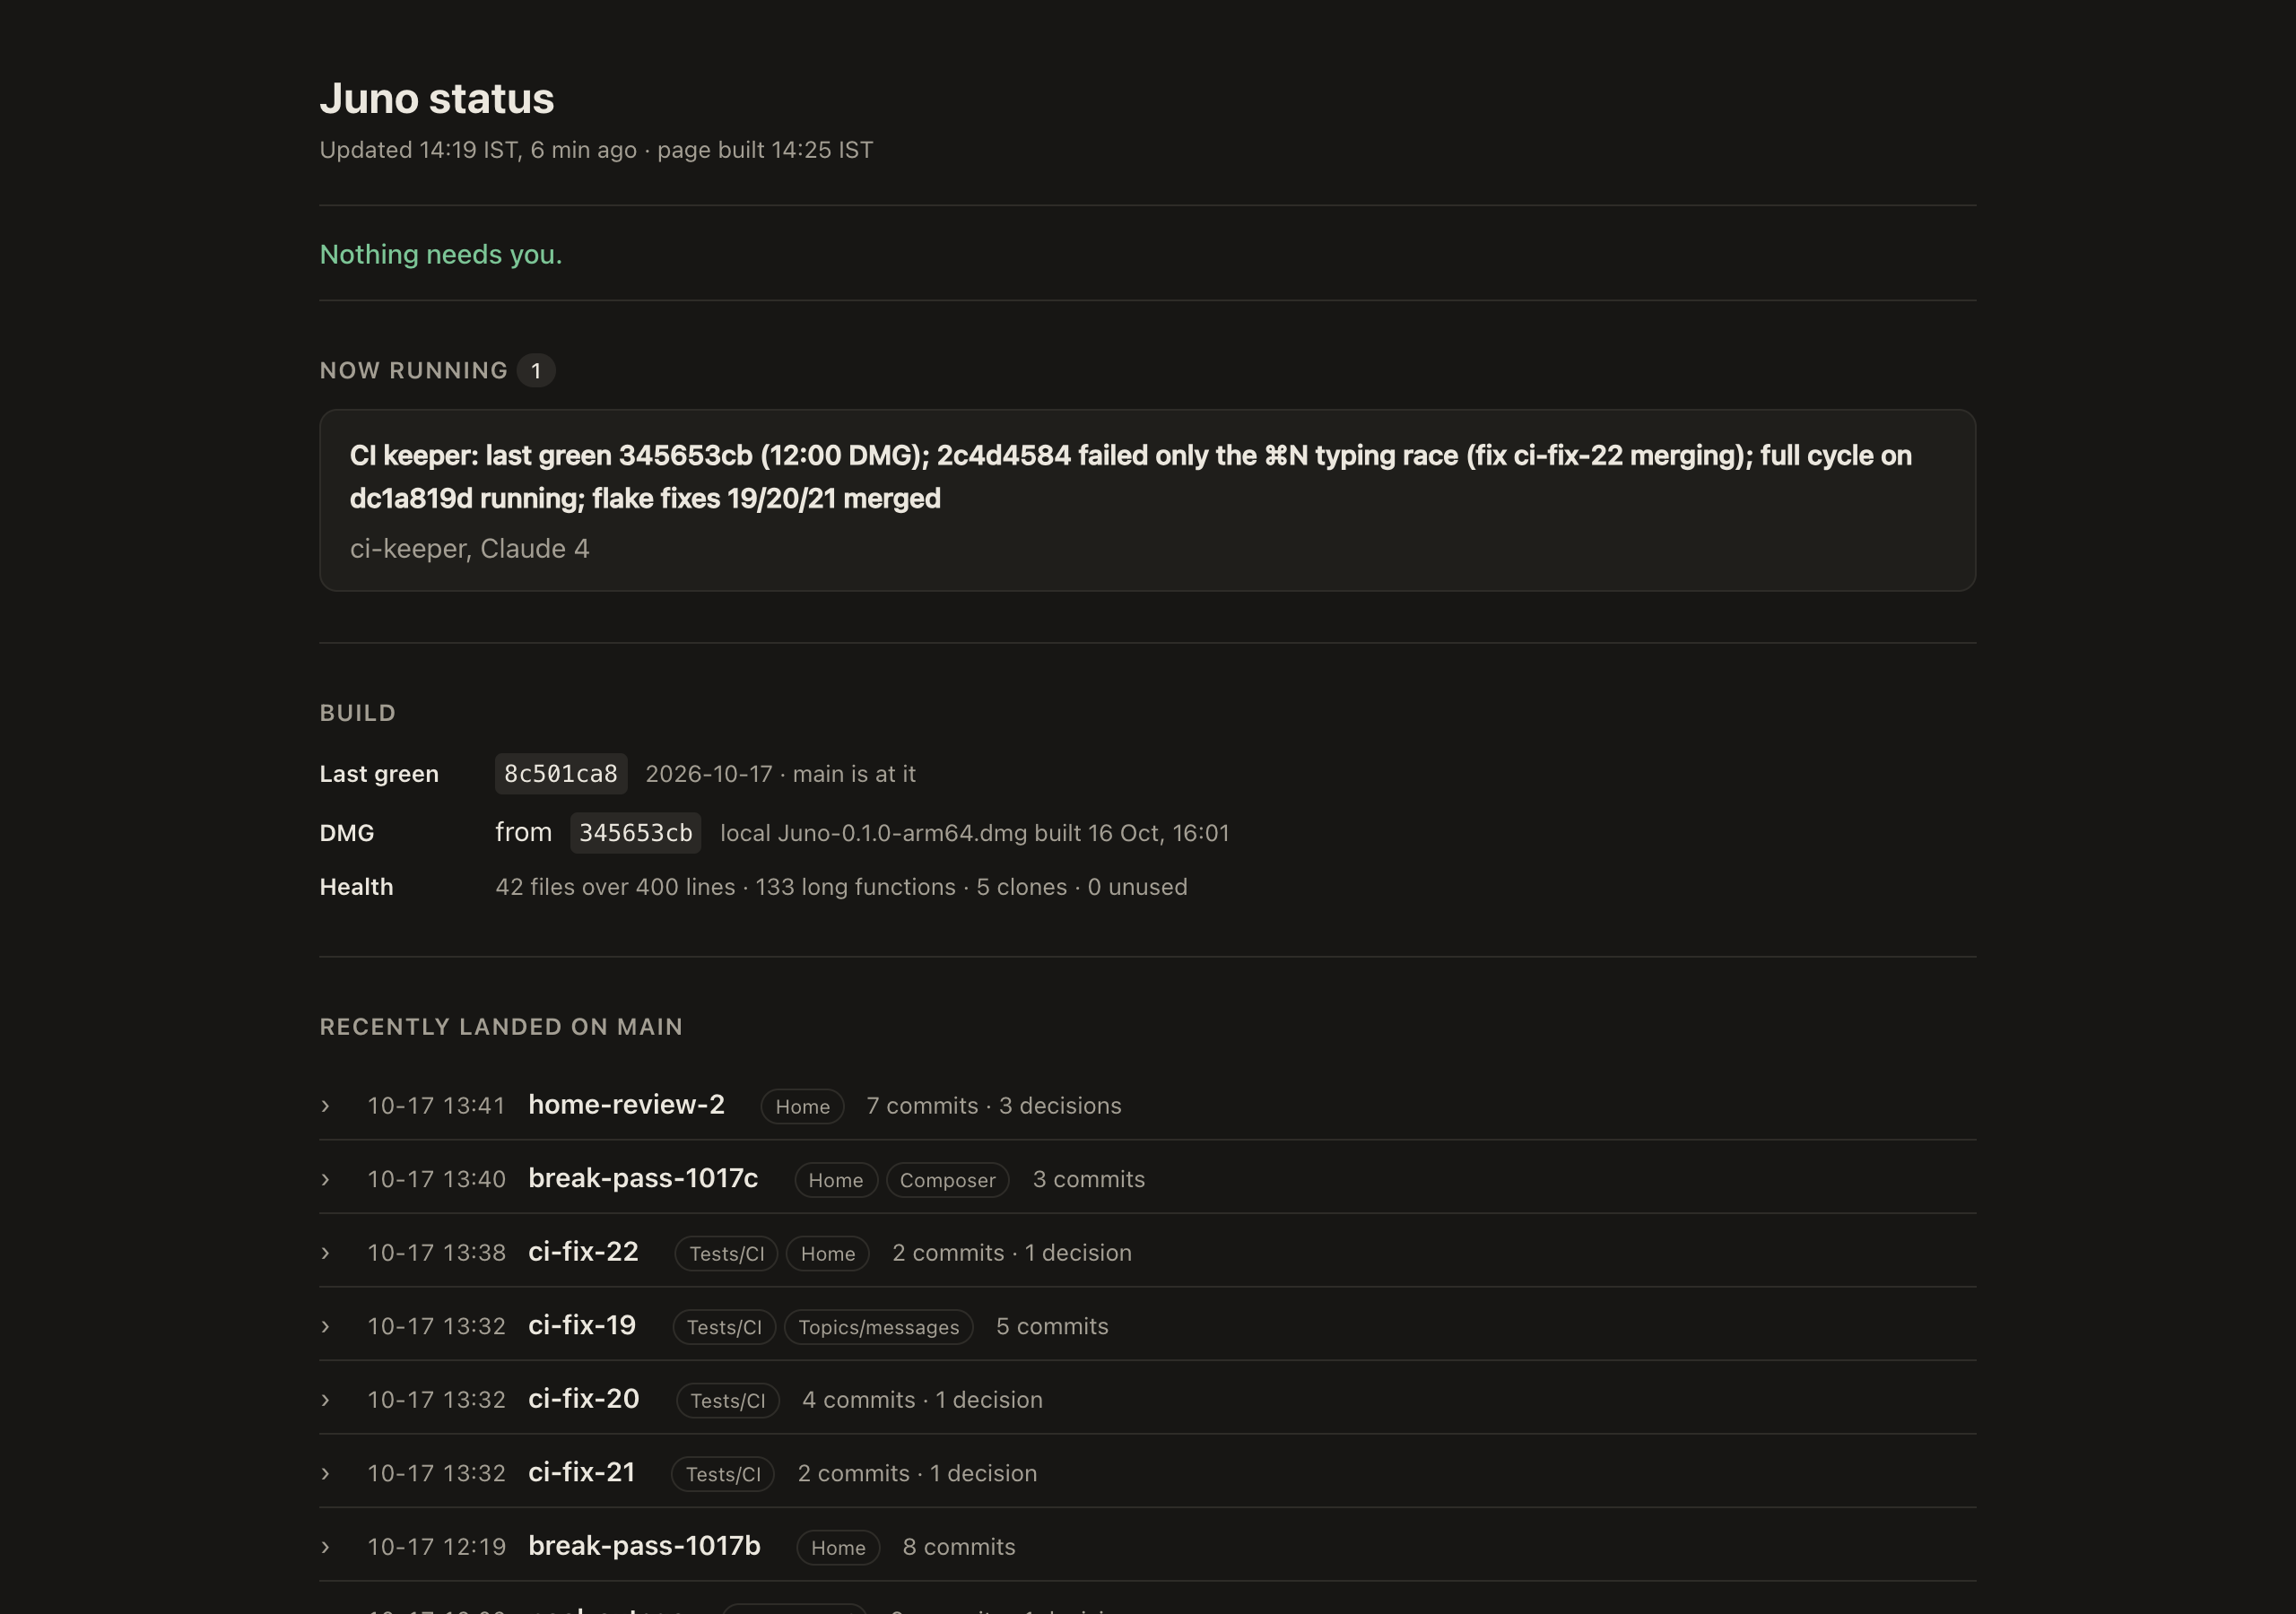 Juno status
Updated 14:19 IST, 6 min ago · page built 14:25 IST
Nothing needs you.
NOW RUNNING 1
CI keeper: last green 345653cb (12:00 DMG); 2c4d4584 failed only the ⌘N typing race (fix ci-fix-22 merging); full cycle on
dc1a819d running; flake fixes 19/20/21 merged
ci-keeper, Claude 4
BUILD
Last green 8c501ca8 2026-10-17 · main is at it
DMG from 345653cb local Juno-0.1.0-arm64.dmg built 16 Oct, 16:01
Health 42 files over 400 lines · 133 long functions · 5 clones · 0 unused
RECENTLY LANDED ON MAIN
› 10-17 13:41 home-review-2 Home 7 commits · 3 decisions
› 10-17 13:40 break-pass-1017c Home Composer 3 commits
› 10-17 13:38 ci-fix-22 Tests/CI Home 2 commits · 1 decision
› 10-17 13:32 ci-fix-19 Tests/CI Topics/messages 5 commits
› 10-17 13:32 ci-fix-20 Tests/CI 4 commits · 1 decision
› 10-17 13:32 ci-fix-21 Tests/CI 2 commits · 1 decision
› 10-17 12:19 break-pass-1017b Home 8 commits